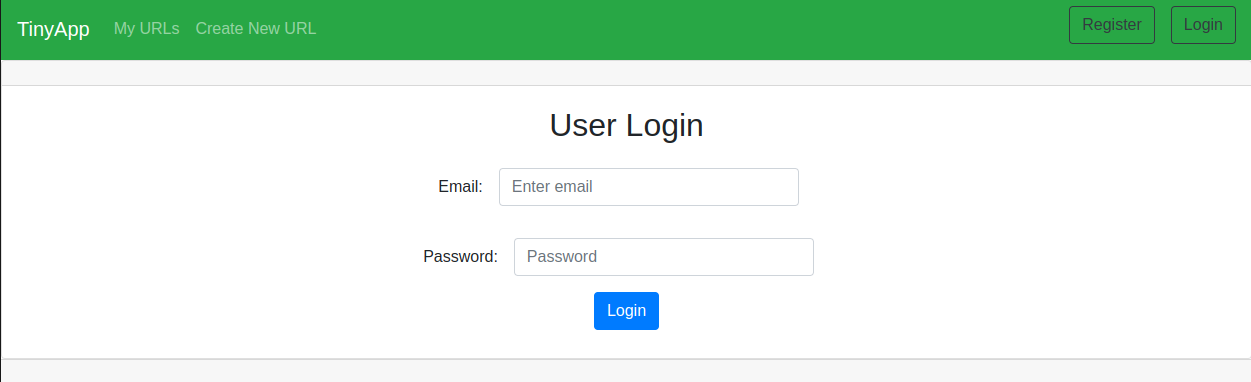 TinyApp My URLs Create New URL Register Login
User Login
Email: Enter email
Password: Password
Login